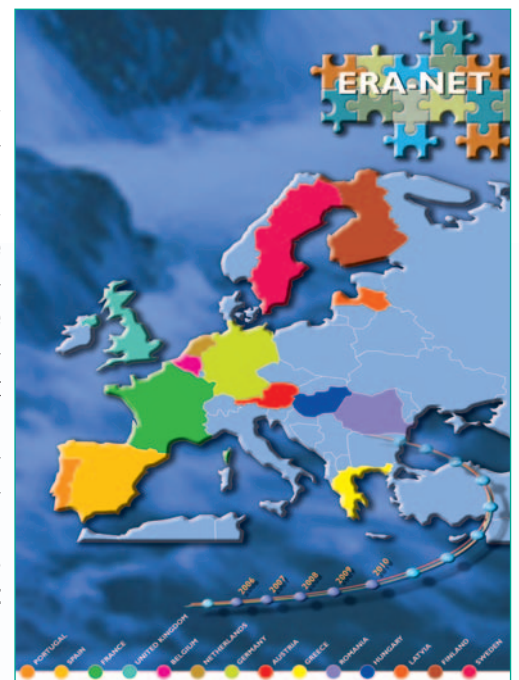 ERA-NET
2006
2007
2008
2009
2010
PORTUGAL
SPAIN
FRANCE
UNITED KINGDOM
BELGIUM
NETHERLANDS
GERMANY
AUSTRIA
GREECE
ROMANIA
HUNGARY
LATVIA
FINLAND
SWEDEN